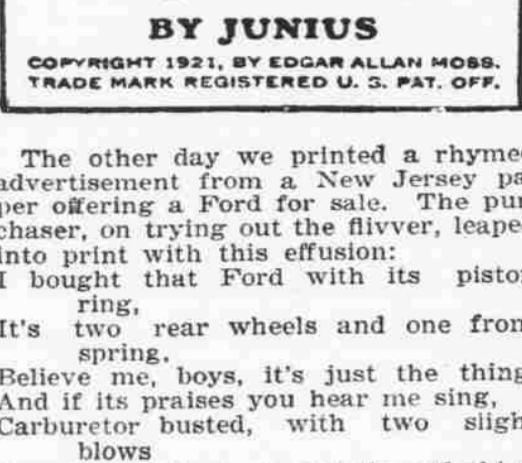 BY JUNIUS
COPYRIGHT 1921, BY EDGAR ALLAN MOSS.
TRADE MARK REGISTERED U. S. PAT. OFF.
The other day we printed a rhyme
advertisement from a New Jersey pa
per offering a Ford for sale. The pur
chaser, on trying out the flivver, leape
into print with this effusion:
I bought that Ford with its pisto
ring,
It's two rear wheels and one fron
spring,
Believe me, boys, it's just the thing
And if its praises you hear me sing,
Carburetor busted, with two sligh
blows